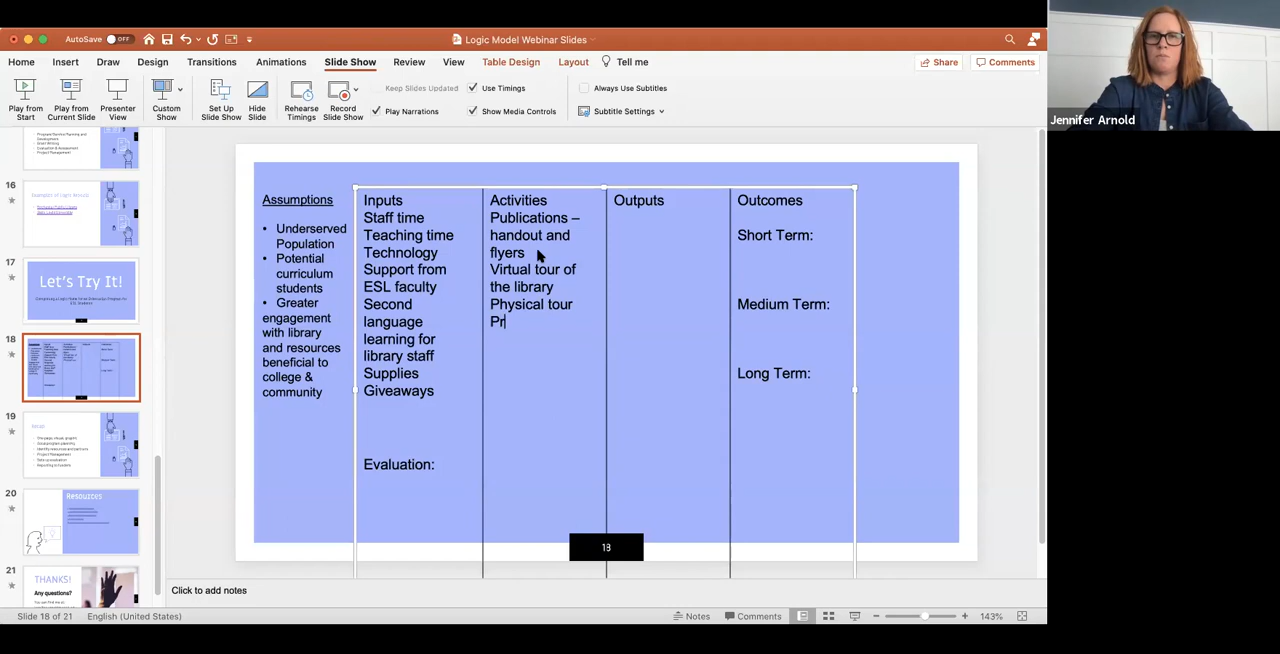 AutoSave OFF
Logic Model Webinar Slides
Home Insert Draw Design Transitions Animations Slide Show Review View Table Design Layout Tell me
Share Comments
Play from Start
Play from Current Slide
Presenter View
Custom Show
Set Up Slide Show
Hide Slide
Rehearse Timings
Record Slide Show
Keep Slides Updated
Use Timings
Always Use Subtitles
Play Narrations
Show Media Controls
Subtitle Settings
Jennifer Arnold
16
17
Let's Try It!
18
19
20
Resources
21
THANKS!
Any questions?
Assumptions
• Underserved
Population
• Potential
curriculum
students
• Greater
engagement
with library
and resources
beneficial to
college &
community
Inputs
Staff time
Teaching time
Technology
Support from
ESL faculty
Second
language
learning for
library staff
Supplies
Giveaways
Evaluation:
Activities
Publications –
handout and
flyers
Virtual tour of
the library
Physical tour
Pr
Outputs
Outcomes
Short Term:
Medium Term:
Long Term:
18
Click to add notes
Slide 18 of 21 English (United States)
Notes Comments 143%